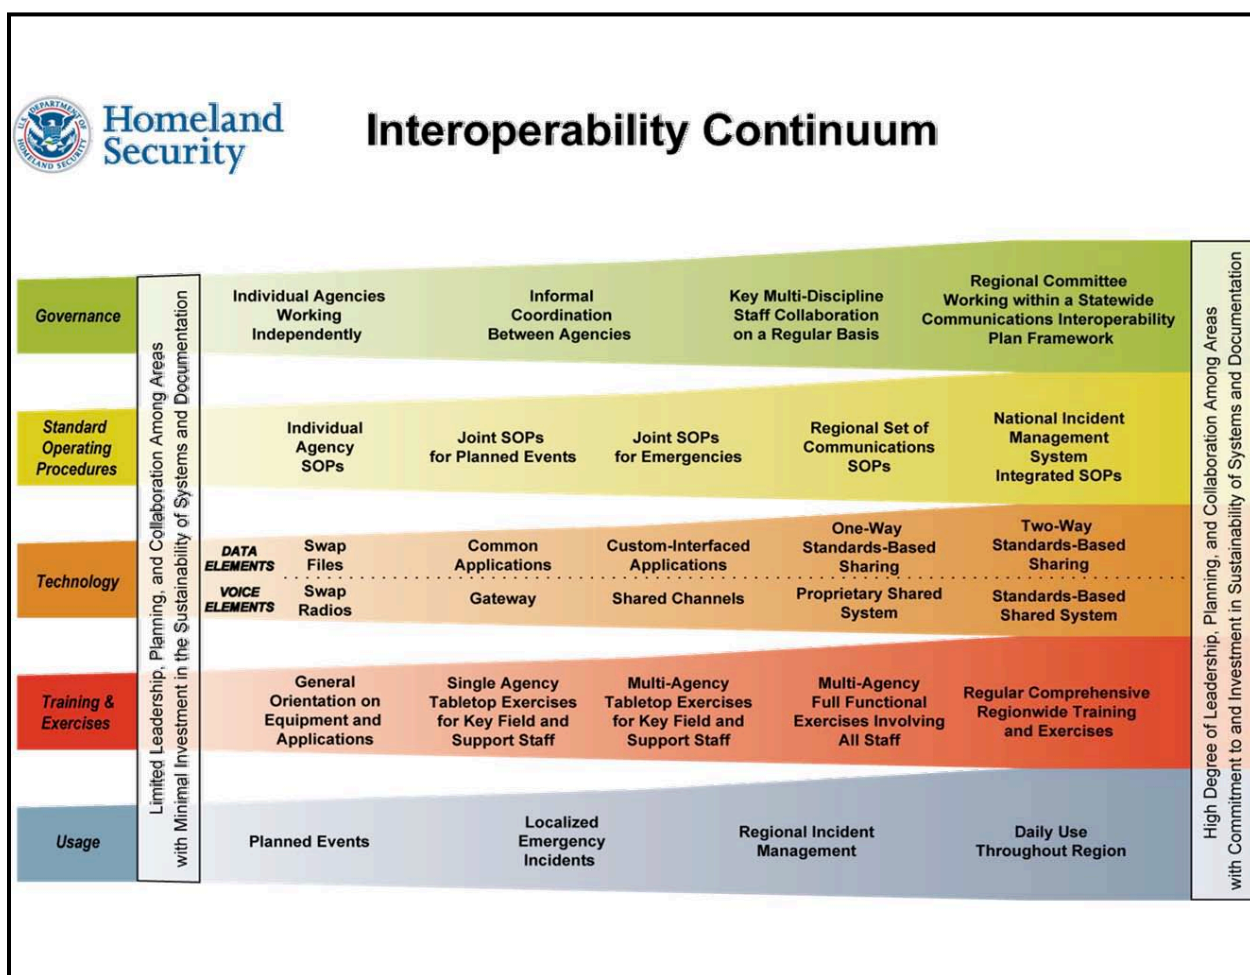 U.S. DEPARTMENT OF
HOMELAND SECURITY
Homeland
Security
Interoperability Continuum
Limited Leadership, Planning, and Collaboration Among Areas
with Minimal Investment in the Sustainability of Systems and Documentation
High Degree of Leadership, Planning, and Collaboration Among Areas
with Commitment to and Investment in Sustainability of Systems and Documentation
Governance
Individual Agencies
Working
Independently
Informal
Coordination
Between Agencies
Key Multi-Discipline
Staff Collaboration
on a Regular Basis
Regional Committee
Working within a Statewide
Communications Interoperability
Plan Framework
Standard
Operating
Procedures
Individual
Agency
SOPs
Joint SOPs
for Planned Events
Joint SOPs
for Emergencies
Regional Set of
Communications
SOPs
National Incident
Management
System
Integrated SOPs
Technology
DATA
ELEMENTS
Swap
Files
Common
Applications
Custom-Interfaced
Applications
One-Way
Standards-Based
Sharing
Two-Way
Standards-Based
Sharing
VOICE
ELEMENTS
Swap
Radios
Gateway
Shared Channels
Proprietary Shared
System
Standards-Based
Shared System
Training &
Exercises
General
Orientation on
Equipment and
Applications
Single Agency
Tabletop Exercises
for Key Field and
Support Staff
Multi-Agency
Tabletop Exercises
for Key Field and
Support Staff
Multi-Agency
Full Functional
Exercises Involving
All Staff
Regular Comprehensive
Regionwide Training
and Exercises
Usage
Planned Events
Localized
Emergency
Incidents
Regional Incident
Management
Daily Use
Throughout Region